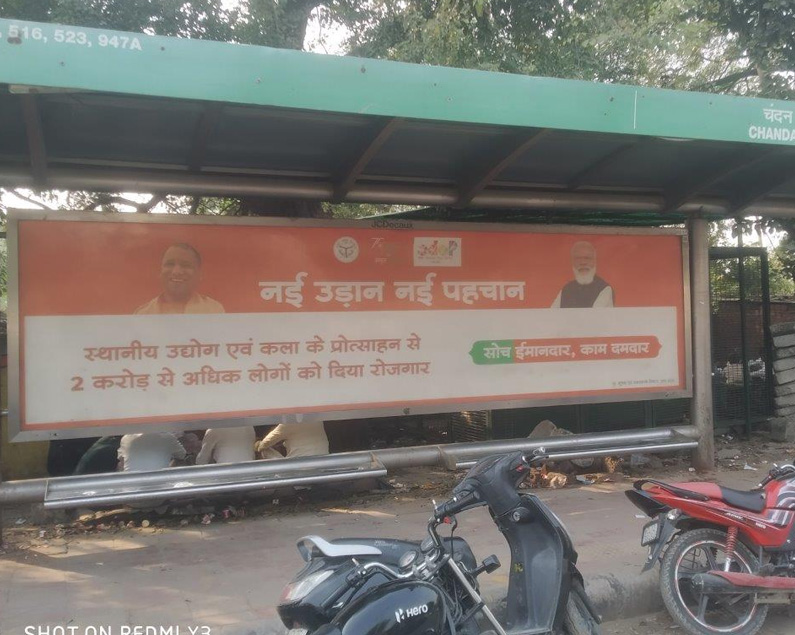 516, 523, 947A
चंदन
CHANDA
JCDecaux
नई उड़ान नई पहचान
स्थानीय उद्योग एवं कला के प्रोत्साहन से
2 करोड़ से अधिक लोगों को दिया रोजगार
सोच ईमानदार, काम दमदार
Hero
SHOT ON REDMI Y3